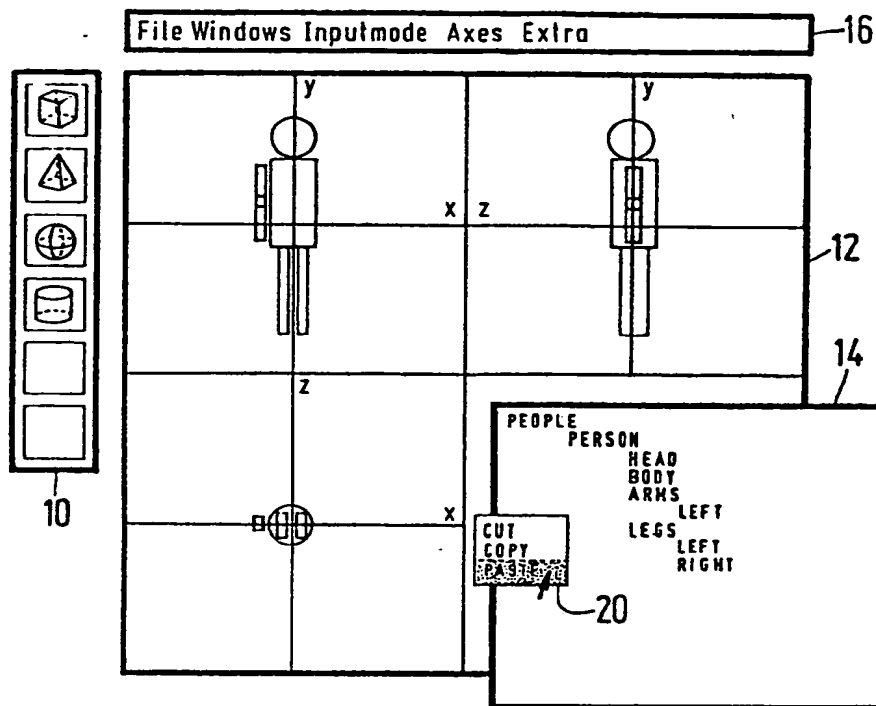 File Windows Inputmode Axes Extra
16
y
y
x
z
12
z
14
PEOPLE
PERSON
HEAD
BODY
ARMS
LEFT
LEGS
LEFT
RIGHT
10
x
CUT
COPY
PASTE
20